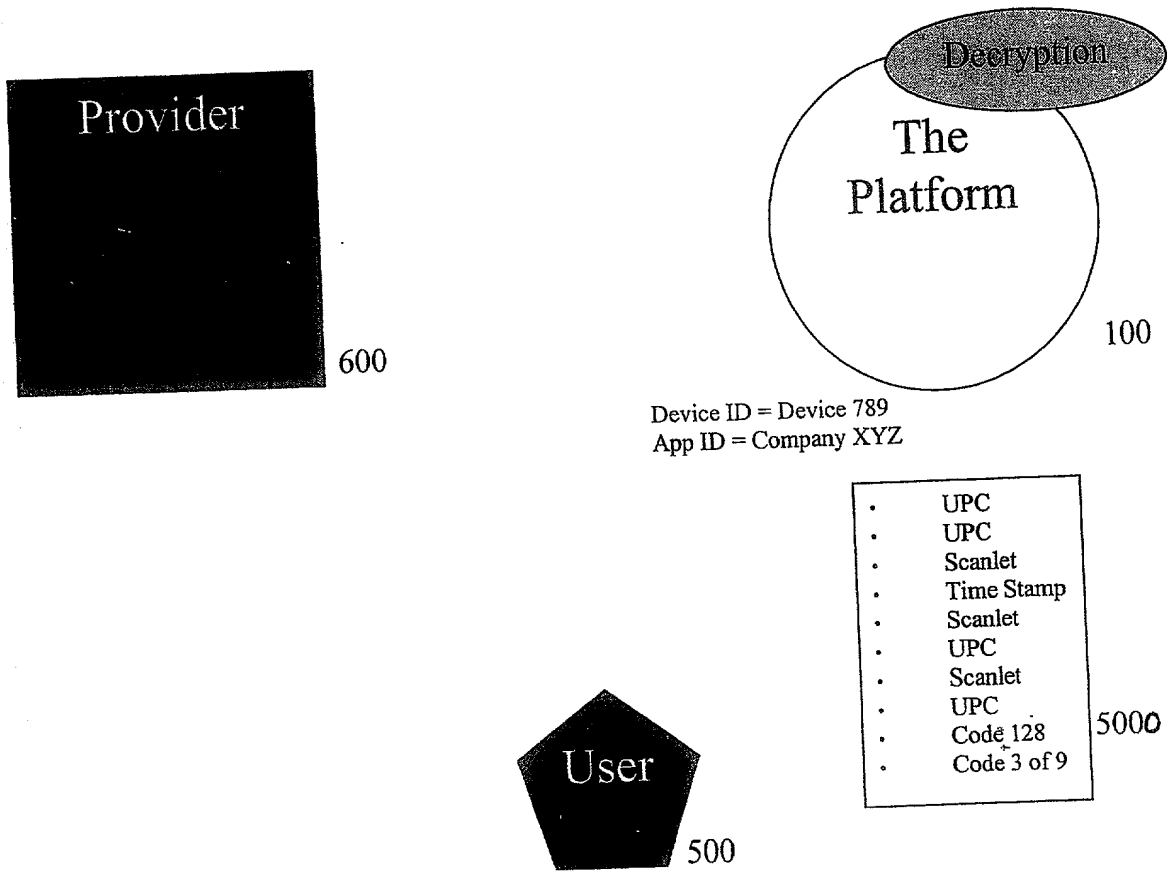 Decryption
Provider
The
Platform
100
600
Device ID = Device 789
App ID = Company XYZ
• UPC
• UPC
• Scanlet
• Time Stamp
• Scanlet
• UPC
• Scanlet
• UPC
• Code 128
• Code 3 of 9
5000
User
500